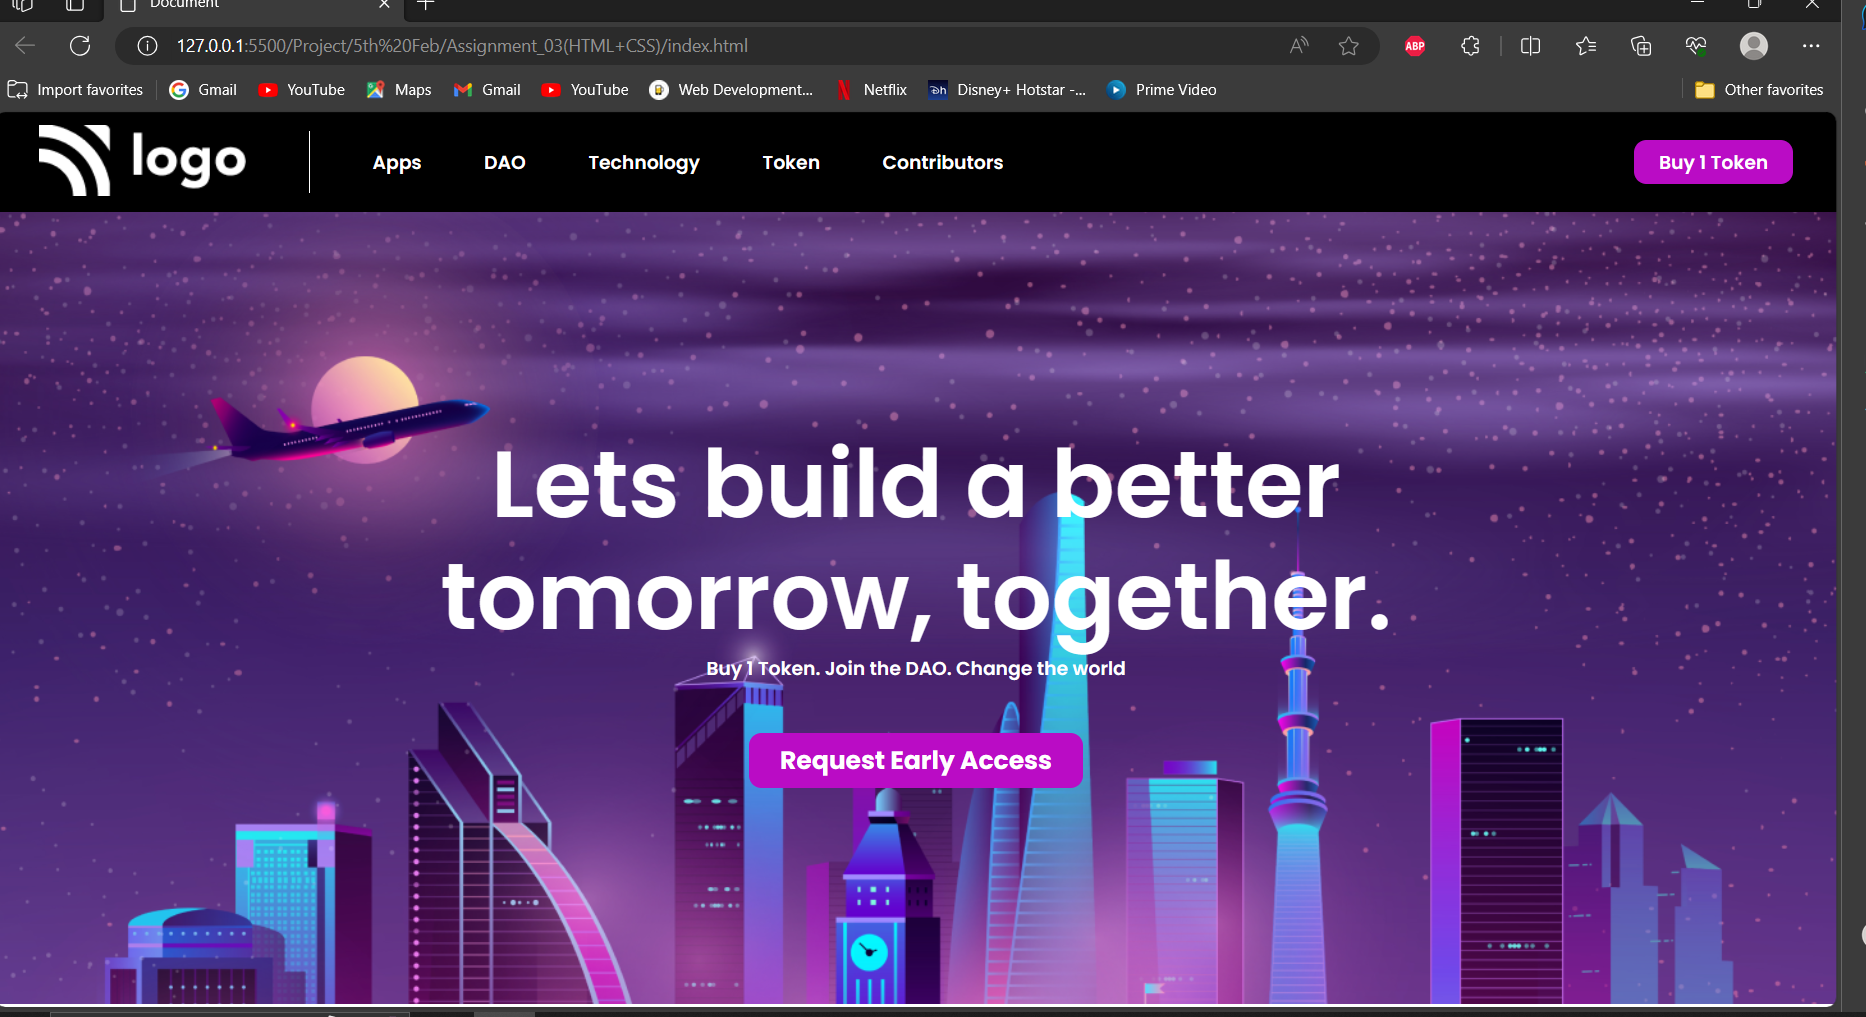 Document
127.0.0.1:5500/Project/5th%20Feb/Assignment_03(HTML+CSS)/index.html
ABP
Import favorites
Gmail
YouTube
Maps
Gmail
YouTube
Web Development...
Netflix
Disney+ Hotstar -...
Prime Video
Other favorites
logo
Apps
DAO
Technology
Token
Contributors
Buy 1 Token
Lets build a better
tomorrow, together.
Buy 1 Token. Join the DAO. Change the world
Request Early Access